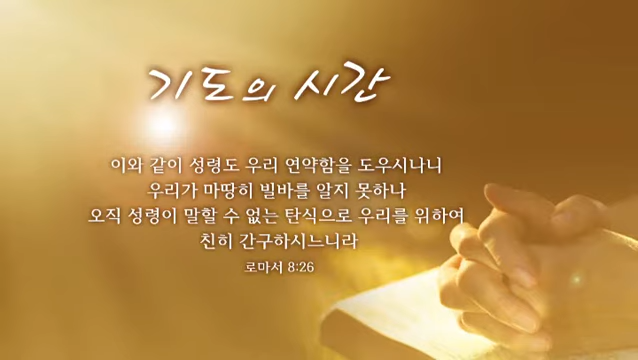 기도의 시간
이와 같이 성령도 우리 연약함을 도우시나니
우리가 마땅히 빌바를 알지 못하나
오직 성령이 말할 수 없는 탄식으로 우리를 위하여
친히 간구하시느니라
로마서 8:26